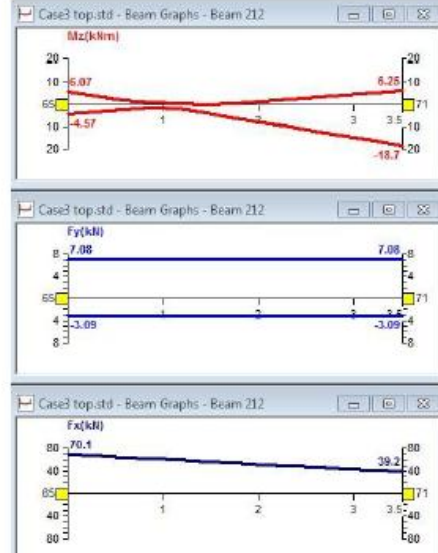 Case3 top.std - Beam Graphs - Beam 212
Mz(kNm)
20 20
10 6.07 6.25 10
65 71
1 2 3 3.5
10 -4.57 10
20 -18.7 20
Case3 top.std - Beam Graphs - Beam 212
Fy(kN)
8 7.08 7.08 8
4 4
65 71
1 2 3 3.5
4 -3.09 -3.09 4
8 8
Case3 top.std - Beam Graphs - Beam 212
Fx(kN)
80 70.1 80
40 39.2 40
65 71
1 2 3 3.5
40 40
80 80